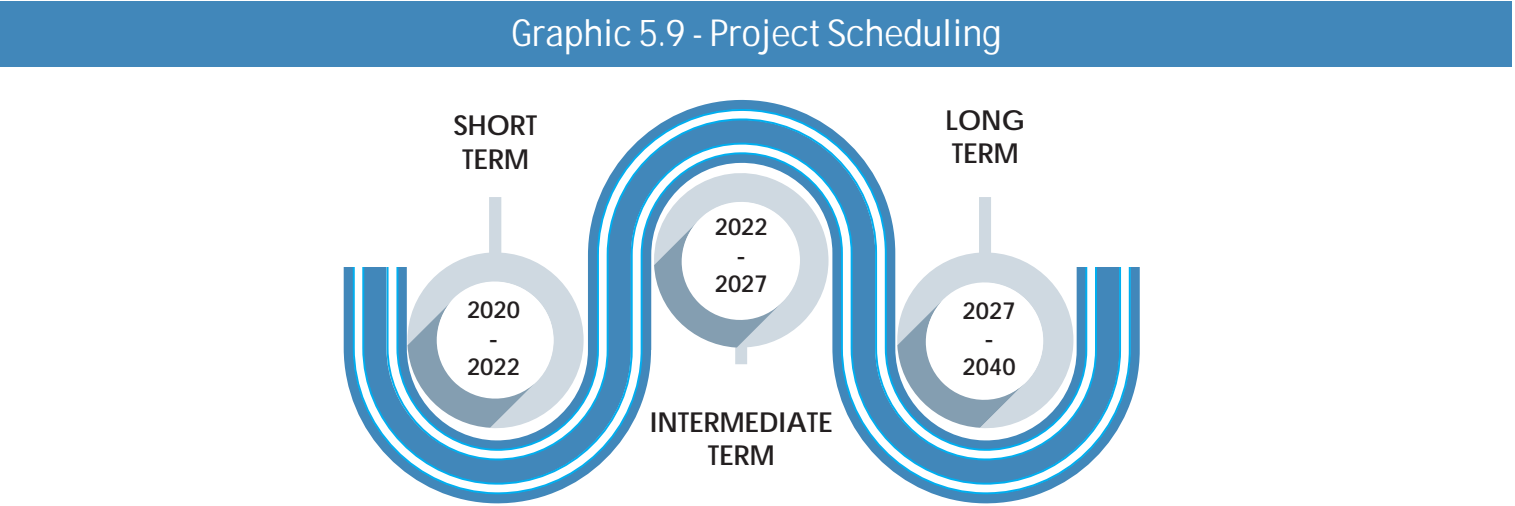 Graphic 5.9 - Project Scheduling
SHORT
TERM
2020
-
2022
2022
-
2027
INTERMEDIATE
TERM
LONG
TERM
2027
-
2040